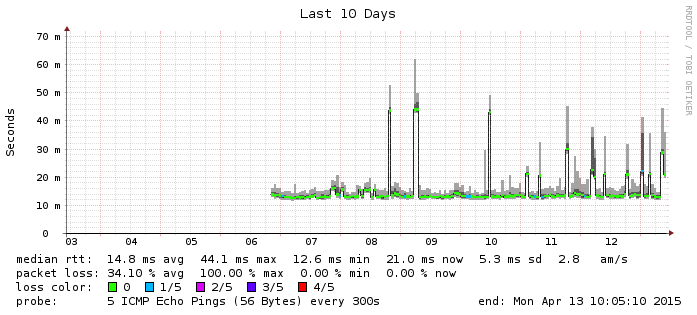 Last 10 Days
RRDTOOL / TOBI OETIKER
Seconds
70 m
60 m
50 m
40 m
30 m
20 m
10 m
0
03 04 05 06 07 08 09 10 11 12
median rtt: 14.8 ms avg 44.1 ms max 12.6 ms min 21.0 ms now 5.3 ms sd 2.8 am/s
packet loss: 34.10 % avg 100.00 % max 0.00 % min 0.00 % now
loss color: 0 1/5 2/5 3/5 4/5
probe: 5 ICMP Echo Pings (56 Bytes) every 300s end: Mon Apr 13 10:05:10 2015